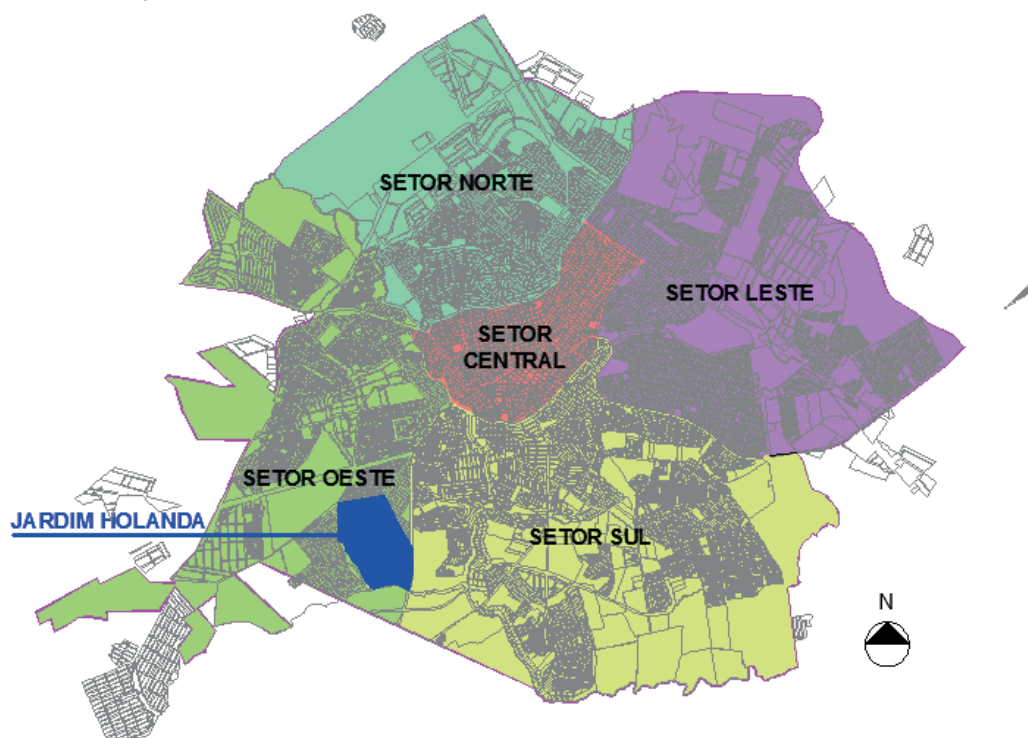 SETOR NORTE
SETOR LESTE
SETOR
CENTRAL
SETOR OESTE
JARDIM HOLANDA
SETOR SUL
N